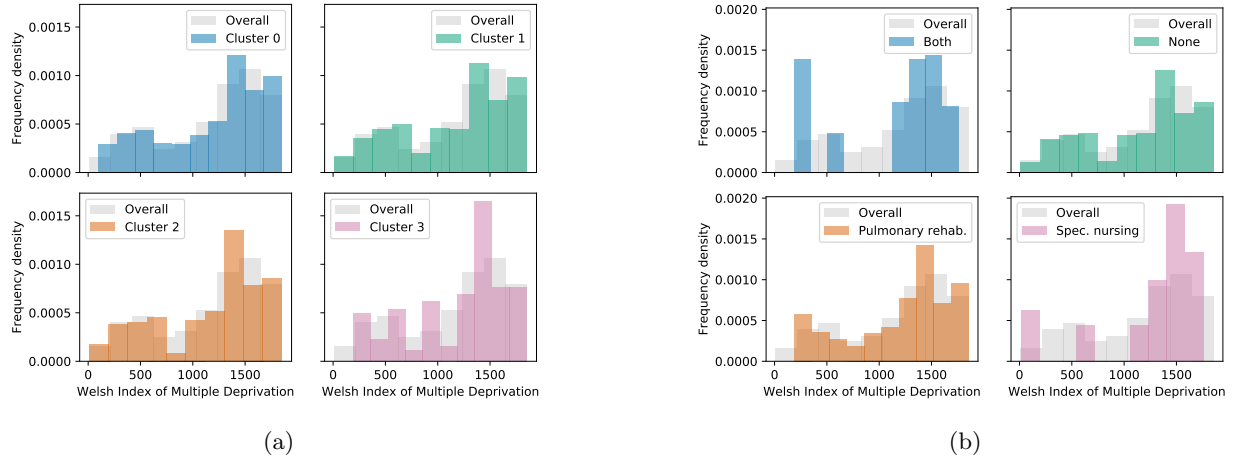 Frequency density
0.0015
0.0010
0.0005
0.0000
Overall
Cluster 0
Overall
Cluster 1
Frequency density
0.0015
0.0010
0.0005
0.0000
Overall
Cluster 2
Overall
Cluster 3
0 500 1000 1500
Welsh Index of Multiple Deprivation
0 500 1000 1500
Welsh Index of Multiple Deprivation
(a)
Frequency density
0.0020
0.0015
0.0010
0.0005
0.0000
Overall
Both
Overall
None
Frequency density
0.0020
0.0015
0.0010
0.0005
0.0000
Overall
Pulmonary rehab.
Overall
Spec. nursing
0 500 1000 1500
Welsh Index of Multiple Deprivation
0 500 1000 1500
Welsh Index of Multiple Deprivation
(b)